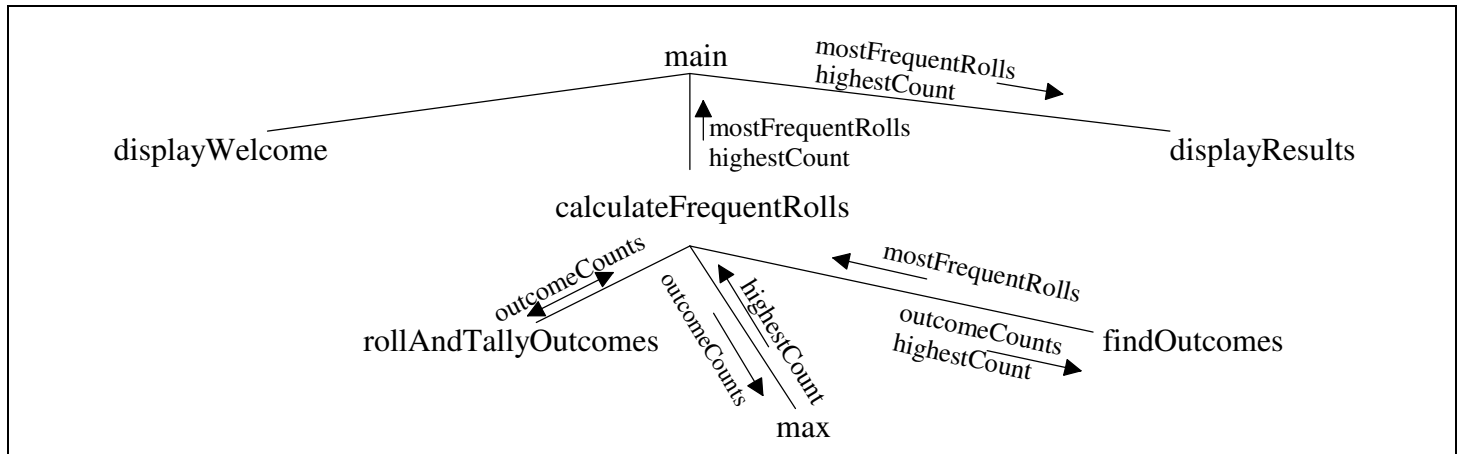 main
mostFrequentRolls
highestCount
mostFrequentRolls
highestCount
displayWelcome
displayResults
calculateFrequentRolls
outcomeCounts
outcomeCounts
highestCount
mostFrequentRolls
outcomeCounts
highestCount
rollAndTallyOutcomes
findOutcomes
max